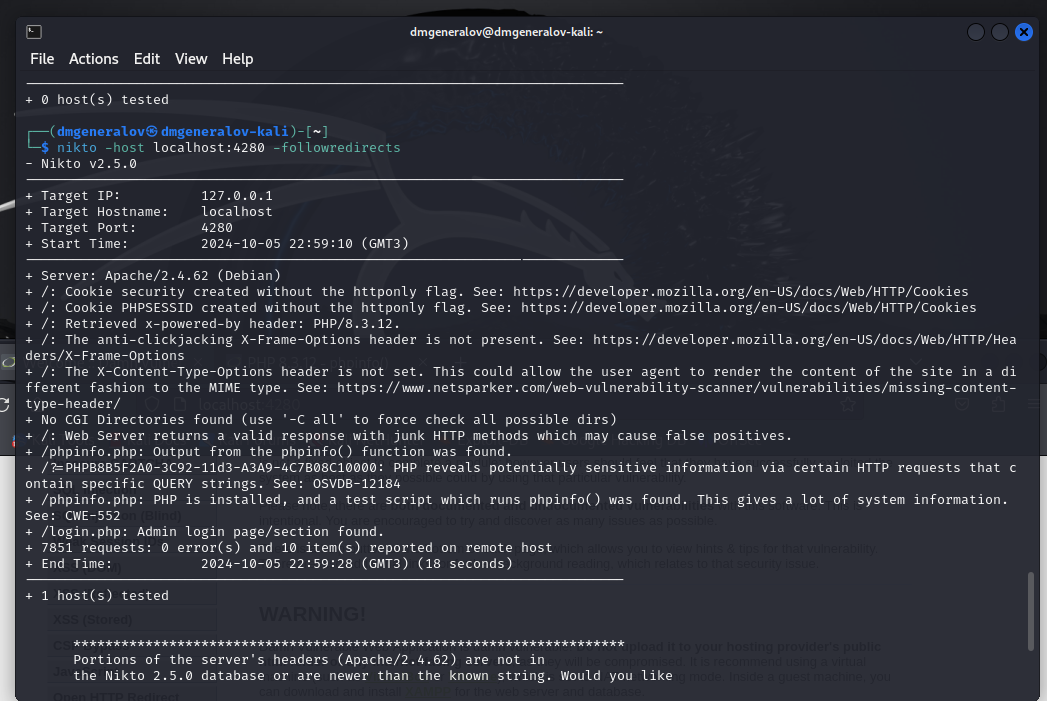 dmgeneralov@dmgeneralov-kali: ~
File Actions Edit View Help
+ 0 host(s) tested
┌──(dmgeneralov㉿dmgeneralov-kali)-[~]
└─$ nikto -host localhost:4280 -followredirects
- Nikto v2.5.0
+ Target IP: 127.0.0.1
+ Target Hostname: localhost
+ Target Port: 4280
+ Start Time: 2024-10-05 22:59:10 (GMT3)
+ Server: Apache/2.4.62 (Debian)
+ /: Cookie security created without the httponly flag. See: https://developer.mozilla.org/en-US/docs/Web/HTTP/Cookies
+ /: Cookie PHPSESSID created without the httponly flag. See: https://developer.mozilla.org/en-US/docs/Web/HTTP/Cookies
+ /: Retrieved x-powered-by header: PHP/8.3.12.
+ /: The anti-clickjacking X-Frame-Options header is not present. See: https://developer.mozilla.org/en-US/docs/Web/HTTP/Hea
ders/X-Frame-Options
+ /: The X-Content-Type-Options header is not set. This could allow the user agent to render the content of the site in a di
fferent fashion to the MIME type. See: https://www.netsparker.com/web-vulnerability-scanner/vulnerabilities/missing-content-
type-header/
+ No CGI Directories found (use '-C all' to force check all possible dirs)
+ /: Web Server returns a valid response with junk HTTP methods which may cause false positives.
+ /phpinfo.php: Output from the phpinfo() function was found.
+ /?=PHPB8B5F2A0-3C92-11d3-A3A9-4C7B08C10000: PHP reveals potentially sensitive information via certain HTTP requests that c
ontain specific QUERY strings. See: OSVDB-12184
+ /phpinfo.php: PHP is installed, and a test script which runs phpinfo() was found. This gives a lot of system information.
See: CWE-552
+ /login.php: Admin login page/section found.
+ 7851 requests: 0 error(s) and 10 item(s) reported on remote host
+ End Time: 2024-10-05 22:59:28 (GMT3) (18 seconds)
+ 1 host(s) tested
WARNING!
XSS (Stored)
*********************************************************************
Portions of the server's headers (Apache/2.4.62) are not in
the Nikto 2.5.0 database or are newer than the known string. Would you like
Open HTTP Redirect